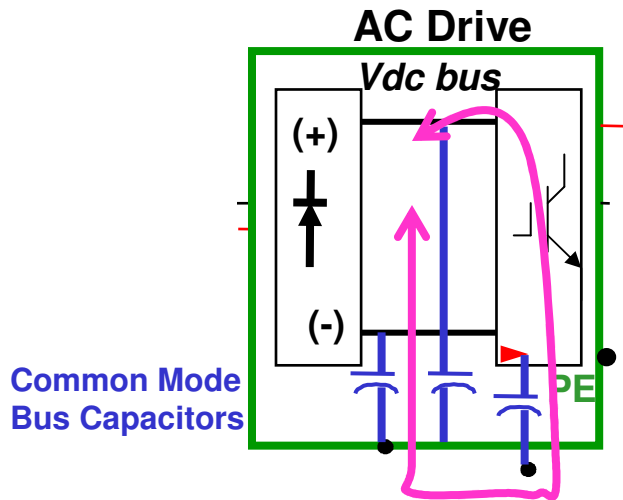 AC Drive
Vdc bus
(+)
(-)
Common Mode
Bus Capacitors
PE